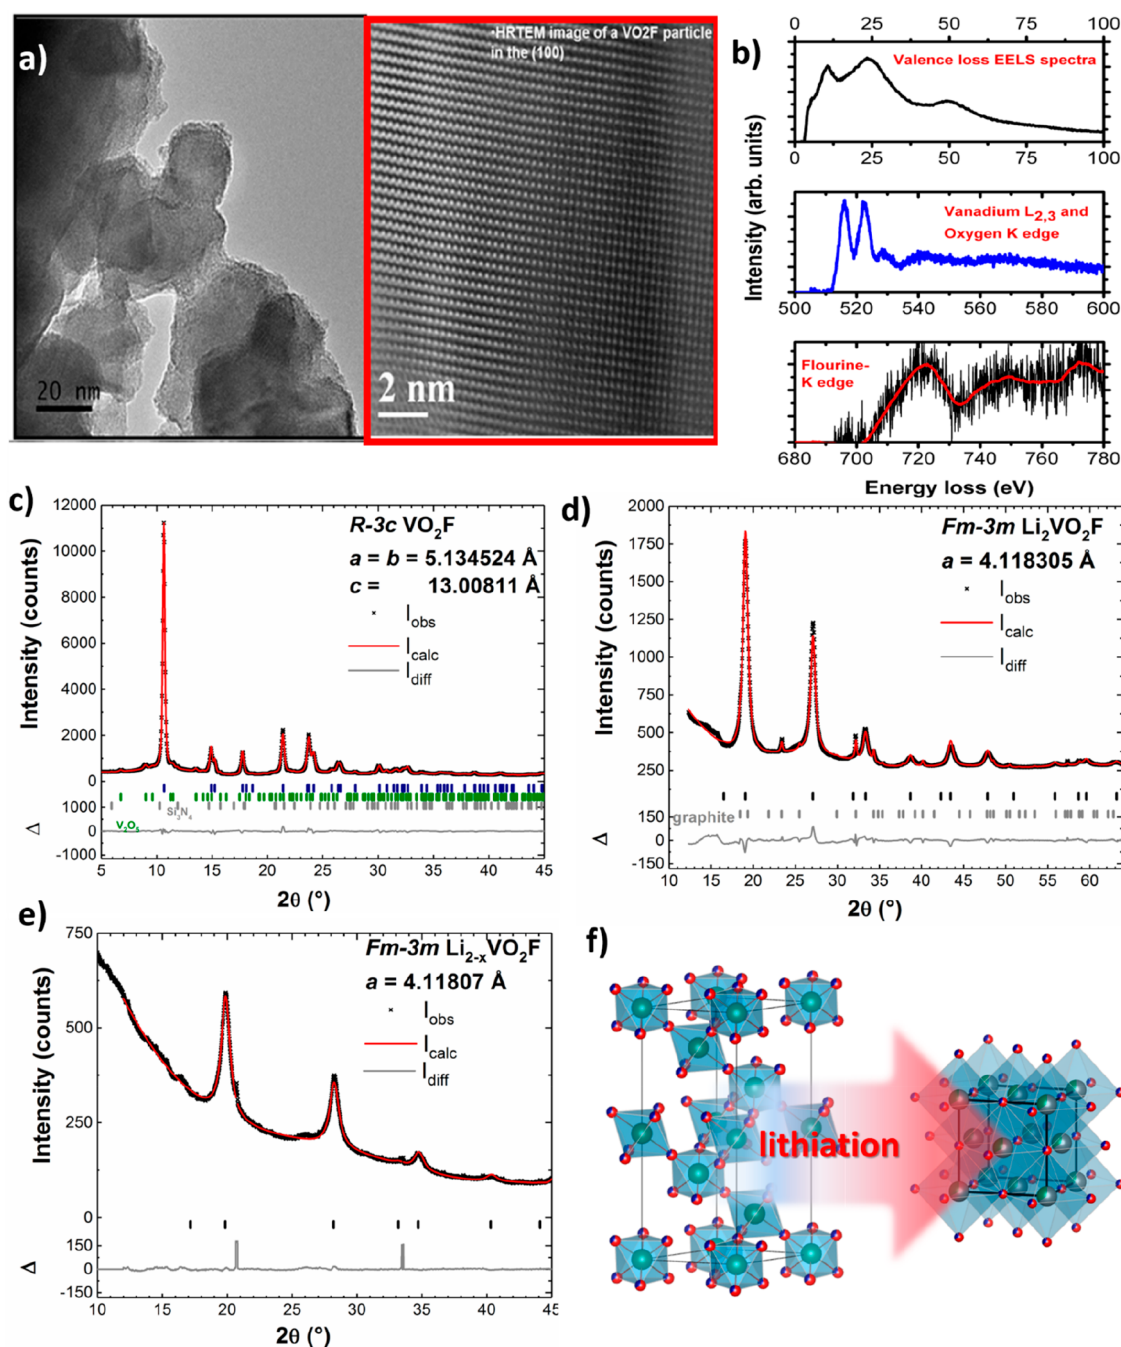 a)
·HRTEM image of a VO2F particle
in the (100)
20 nm
2 nm
b)
0 25 50 75 100
Valence loss EELS spectra
0 25 50 75 100
Vanadium L2,3 and
Oxygen K edge
500 520 540 560 580 600
Flourine-
K edge
680 700 720 740 760 780
Energy loss (eV)
Intensity (arb. units)
c)
R-3c VO2F
a = b = 5.134524 Å
c = 13.00811 Å
Iobs
Icalc
Idiff
12000
10000
8000
6000
4000
2000
0
1000
0
-1000
Si3N4
V2O5
Intensity (counts)
Δ
5 10 15 20 25 30 35 40 45
2θ (°)
d)
Fm-3m Li2VO2F
a = 4.118305 Å
Iobs
Icalc
Idiff
2000
1750
1500
1250
1000
750
500
250
0
150
0
-150
graphite
Intensity (counts)
Δ
10 15 20 25 30 35 40 45 50 55 60
2θ (°)
e)
Fm-3m Li2-xVO2F
a = 4.11807 Å
Iobs
Icalc
Idiff
750
500
250
0
150
0
-150
Intensity (counts)
Δ
10 15 20 25 30 35 40 45
2θ (°)
f)
lithiation